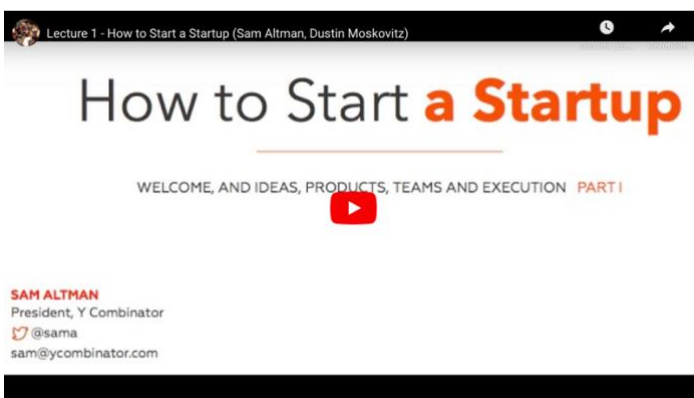 Lecture 1 - How to Start a Startup (Sam Altman, Dustin Moskovitz)
How to Start a Startup
WELCOME, AND IDEAS, PRODUCTS, TEAMS AND EXECUTION PART I
SAM ALTMAN
President, Y Combinator
@sama
sam@ycombinator.com